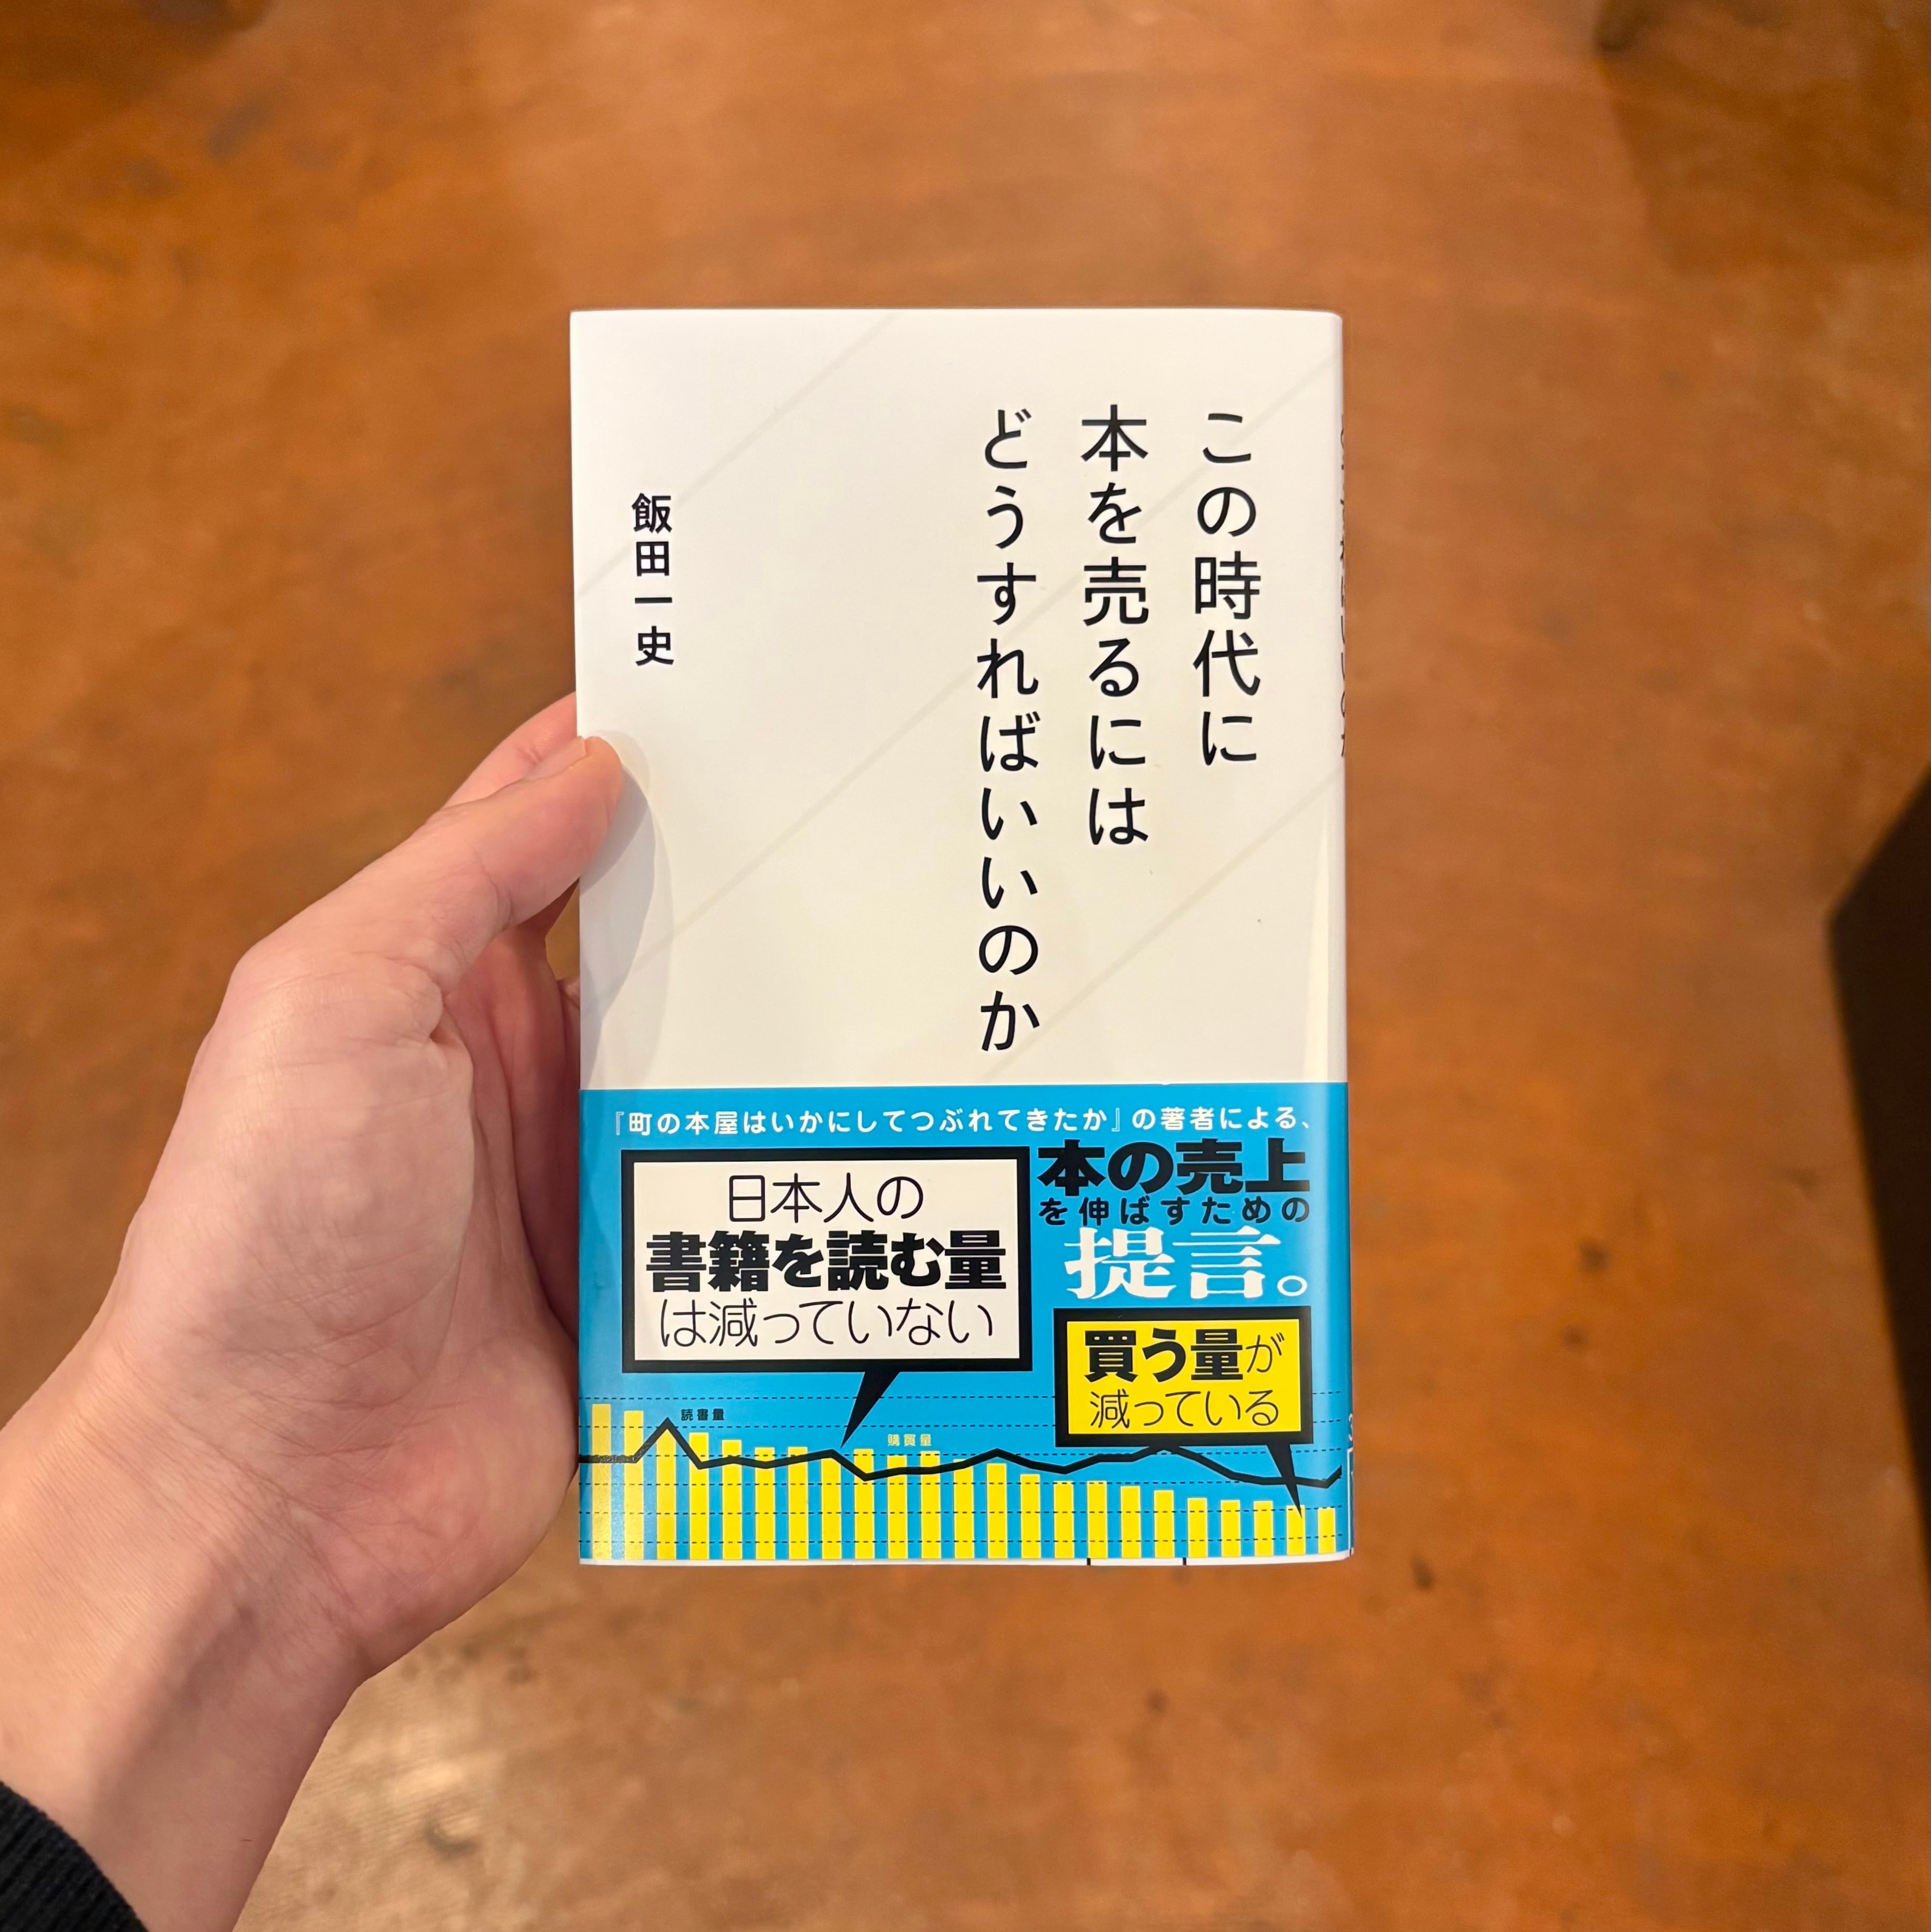 この時代に
本を売るには
どうすればいいのか
飯田一史
『町の本屋はいかにしてつぶれてきたか』の著者による、
本の売上
を伸ばすための
提言。
日本人の
書籍を読む量
は減っていない
買う量が
減っている
読書量
購買量